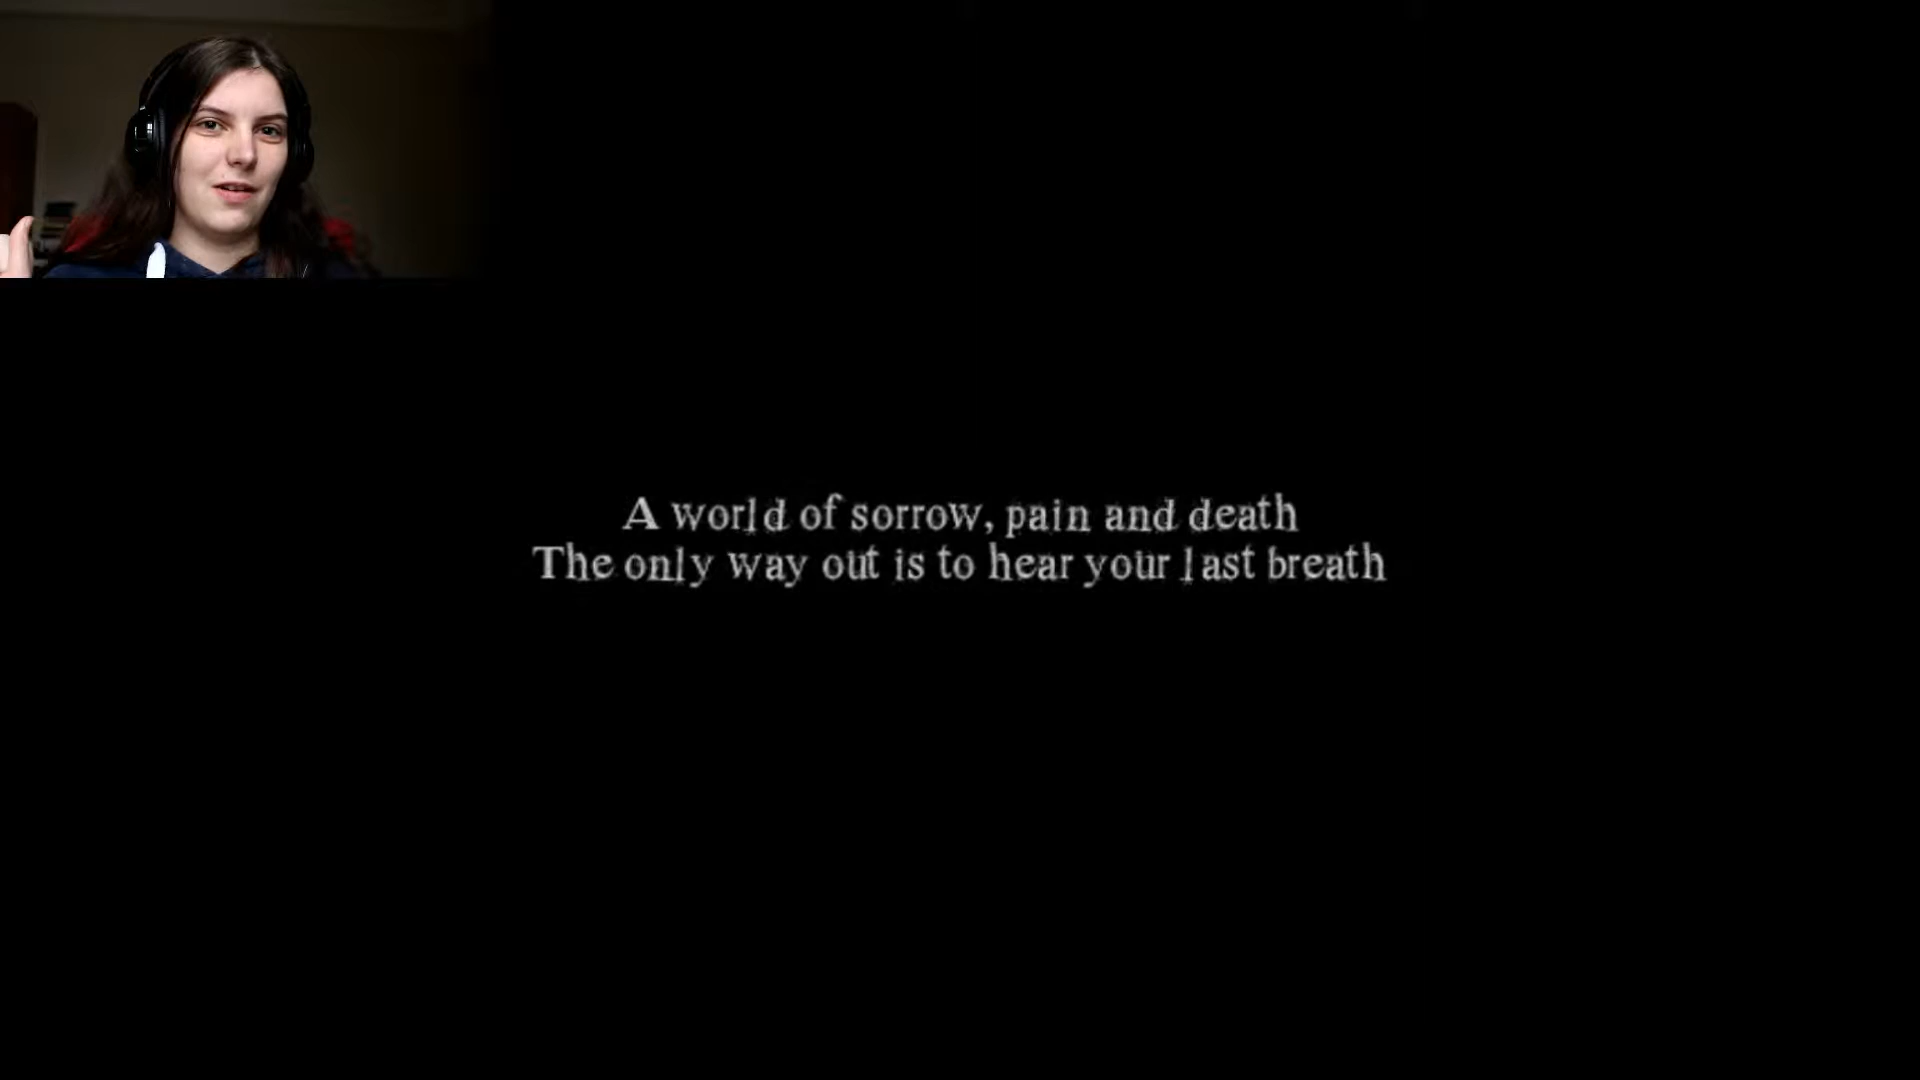 A world of sorrow, pain and death
The only way out is to hear your last breath